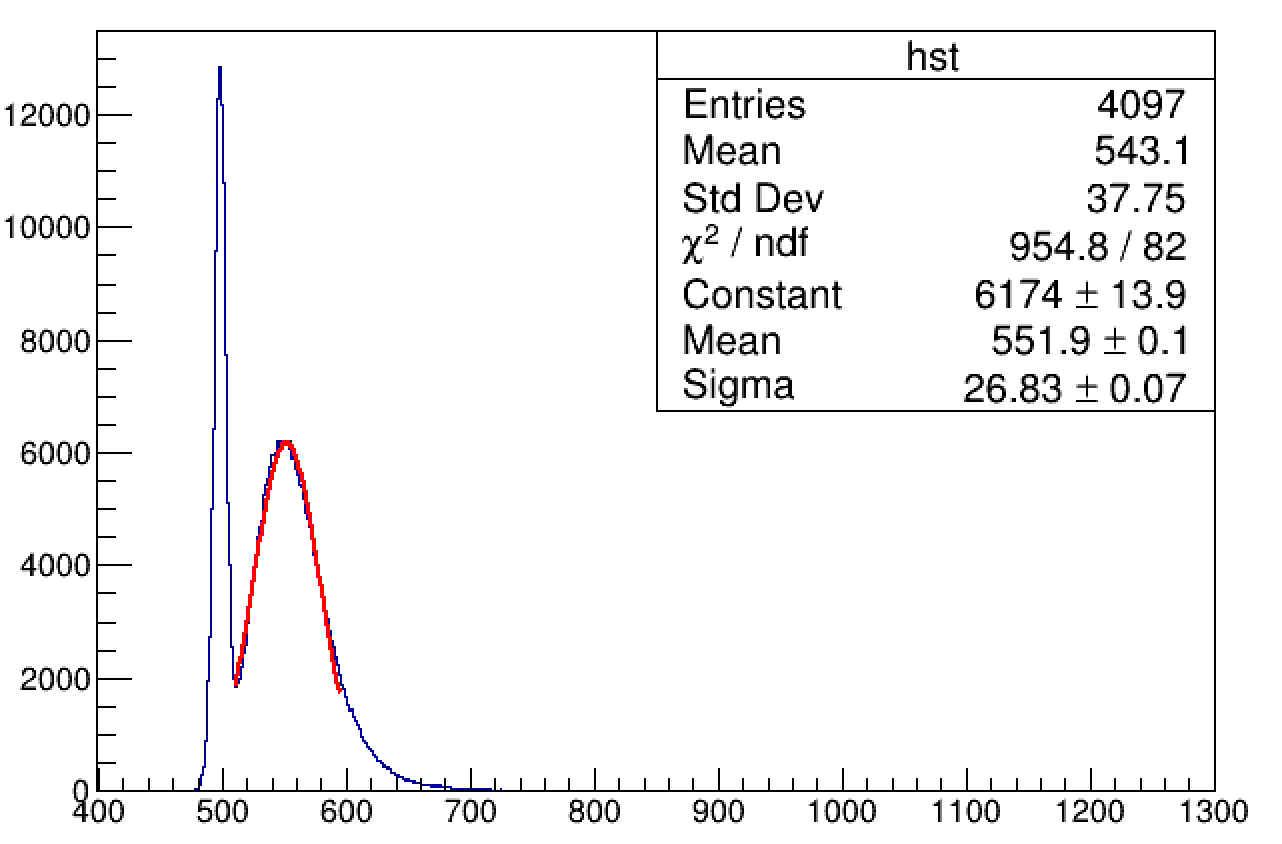 hst
Entries 4097
Mean 543.1
Std Dev 37.75
χ² / ndf 954.8 / 82
Constant 6174 ± 13.9
Mean 551.9 ± 0.1
Sigma 26.83 ± 0.07
12000
10000
8000
6000
4000
2000
0
400 500 600 700 800 900 1000 1100 1200 1300